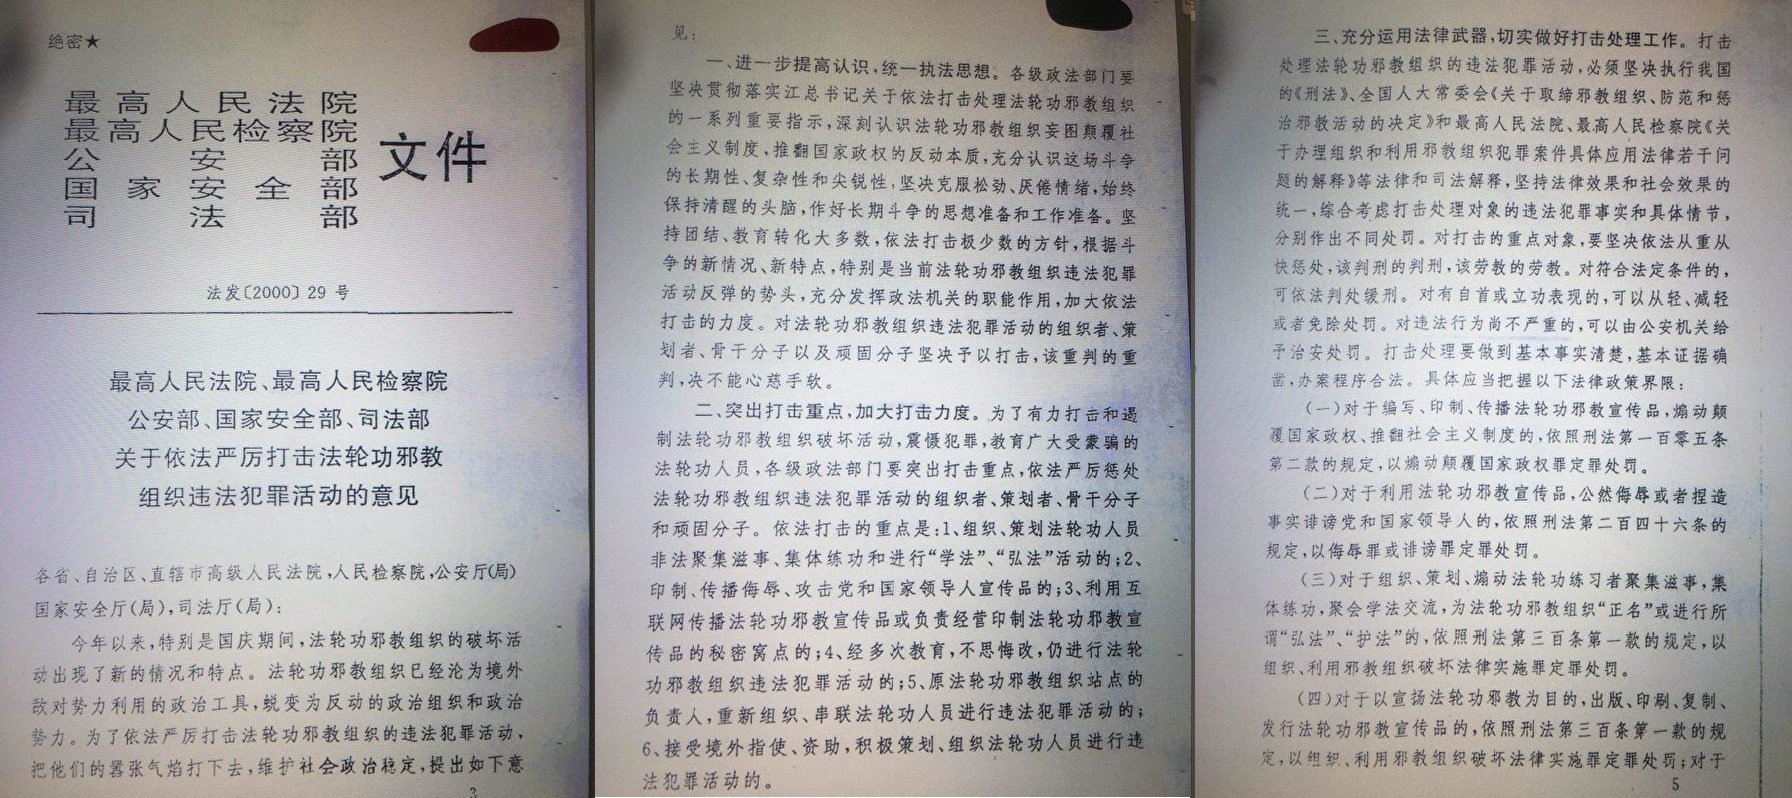 绝密★
最高人民法院
最高人民检察院
公安部
国家安全部
司法部
文件
法发〔2000〕29号
最高人民法院、最高人民检察院
公安部、国家安全部、司法部
关于依法严厉打击法轮功邪教
组织违法犯罪活动的意见
各省、自治区、直辖市高级人民法院,人民检察院,公安厅(局)
国家安全厅(局),司法厅(局):
今年以来,特别是国庆期间,法轮功邪教组织的破坏活
动出现了新的情况和特点。法轮功邪教组织已经沦为境外
敌对势力利用的政治工具,蜕变为反动的政治组织和政治
势力。为了依法严厉打击法轮功邪教组织的违法犯罪活动,
把他们的嚣张气焰打下去,维护社会政治稳定,提出如下意
3
见:
一、进一步提高认识,统一执法思想。各级政法部门要
坚决贯彻落实江总书记关于依法打击处理法轮功邪教组织
的一系列重要指示,深刻认识法轮功邪教组织妄图颠覆社
会主义制度,推翻国家政权的反动本质,充分认识这场斗争
的长期性、复杂性和尖锐性,坚决克服松劲、厌倦情绪,始终
保持清醒的头脑,作好长期斗争的思想准备和工作准备。坚
持团结、教育转化大多数,依法打击极少数的方针,根据斗
争的新情况、新特点,特别是当前法轮功邪教组织违法犯罪
活动反弹的势头,充分发挥政法机关的职能作用,加大依法
打击的力度。对法轮功邪教组织违法犯罪活动的组织者、策
划者、骨干分子以及顽固分子坚决予以打击,该重判的重
判,决不能心慈手软。
二、突出打击重点,加大打击力度。为了有力打击和遏
制法轮功邪教组织破坏活动,震慑犯罪,教育广大受蒙骗的
法轮功人员,各级政法部门要突出打击重点,依法严厉惩处
法轮功邪教组织违法犯罪活动的组织者、策划者、骨干分子
和顽固分子。依法打击的重点是:1、组织、策划法轮功人员
非法聚集滋事、集体练功和进行“学法”、“弘法”活动的;2、
印制、传播侮辱、攻击党和国家领导人宣传品的;3、利用互
联网传播法轮功邪教宣传品或负责经营印制法轮功邪教宣
传品的秘密窝点的;4、经多次教育,不思悔改,仍进行法轮
功邪教组织违法犯罪活动的;5、原法轮功邪教组织站点的
负责人,重新组织、串联法轮功人员进行违法犯罪活动的;
6、接受境外指使、资助,积极策划、组织法轮功人员进行违
法犯罪活动的。
三、充分运用法律武器,切实做好打击处理工作。打击
处理法轮功邪教组织的违法犯罪活动,必须坚决执行我国
的《刑法》、全国人大常委会《关于取缔邪教组织、防范和惩
治邪教活动的决定》和最高人民法院、最高人民检察院《关
于办理组织和利用邪教组织犯罪案件具体应用法律若干问
题的解释》等法律和司法解释,坚持法律效果和社会效果的
统一,综合考虑打击处理对象的违法犯罪事实和具体情节,
分别作出不同处罚。对打击的重点对象,要坚决依法从重从
快惩处,该判刑的判刑,该劳教的劳教。对符合法定条件的,
可依法判处缓刑。对有自首或立功表现的,可以从轻、减轻
或者免除处罚。对违法行为尚不严重的,可以由公安机关给
予治安处罚。打击处理要做到基本事实清楚,基本证据确
凿,办案程序合法。具体应当把握以下法律政策界限:
(一)对于编写、印制、传播法轮功邪教宣传品,煽动颠
覆国家政权、推翻社会主义制度的,依照刑法第一百零五条
第二款的规定,以煽动颠覆国家政权罪定罪处罚。
(二)对于利用法轮功邪教宣传品,公然侮辱或者捏造
事实诽谤党和国家领导人的,依照刑法第二百四十六条的
规定,以侮辱罪或诽谤罪定罪处罚。
(三)对于组织、策划、煽动法轮功练习者聚集滋事,集
体练功,聚会学法交流,为法轮功邪教组织“正名”或进行所
谓“弘法”、“护法”的,依照刑法第三百条第一款的规定,以
组织、利用邪教组织破坏法律实施罪定罪处罚。
(四)对于以宣扬法轮功邪教为目的,出版、印刷、复制、
发行法轮功邪教宣传品的,依照刑法第三百条第一款的规
定,以组织、利用邪教组织破坏法律实施罪定罪处罚;对于
5